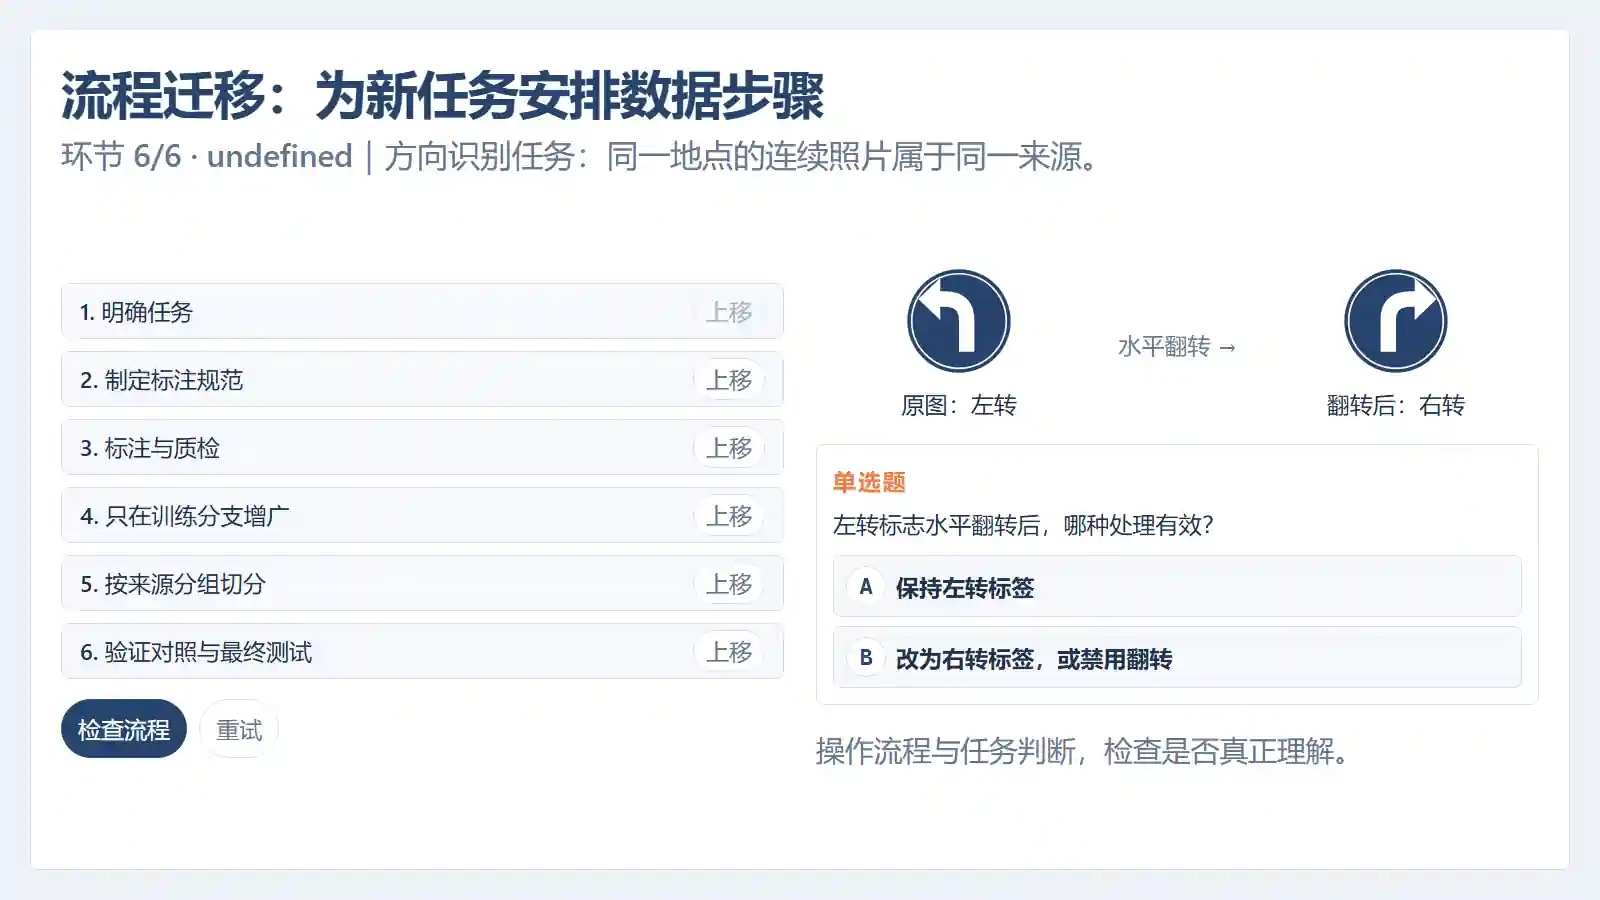 流程迁移：为新任务安排数据步骤
环节 6/6 · undefined | 方向识别任务：同一地点的连续照片属于同一来源。
1. 明确任务 上移
2. 制定标注规范 上移
3. 标注与质检 上移
4. 只在训练分支增广 上移
5. 按来源分组切分 上移
6. 验证对照与最终测试 上移
检查流程 重试
水平翻转 →
原图：左转 翻转后：右转
单选题
左转标志水平翻转后，哪种处理有效？
A 保持左转标签
B 改为右转标签，或禁用翻转
操作流程与任务判断，检查是否真正理解。